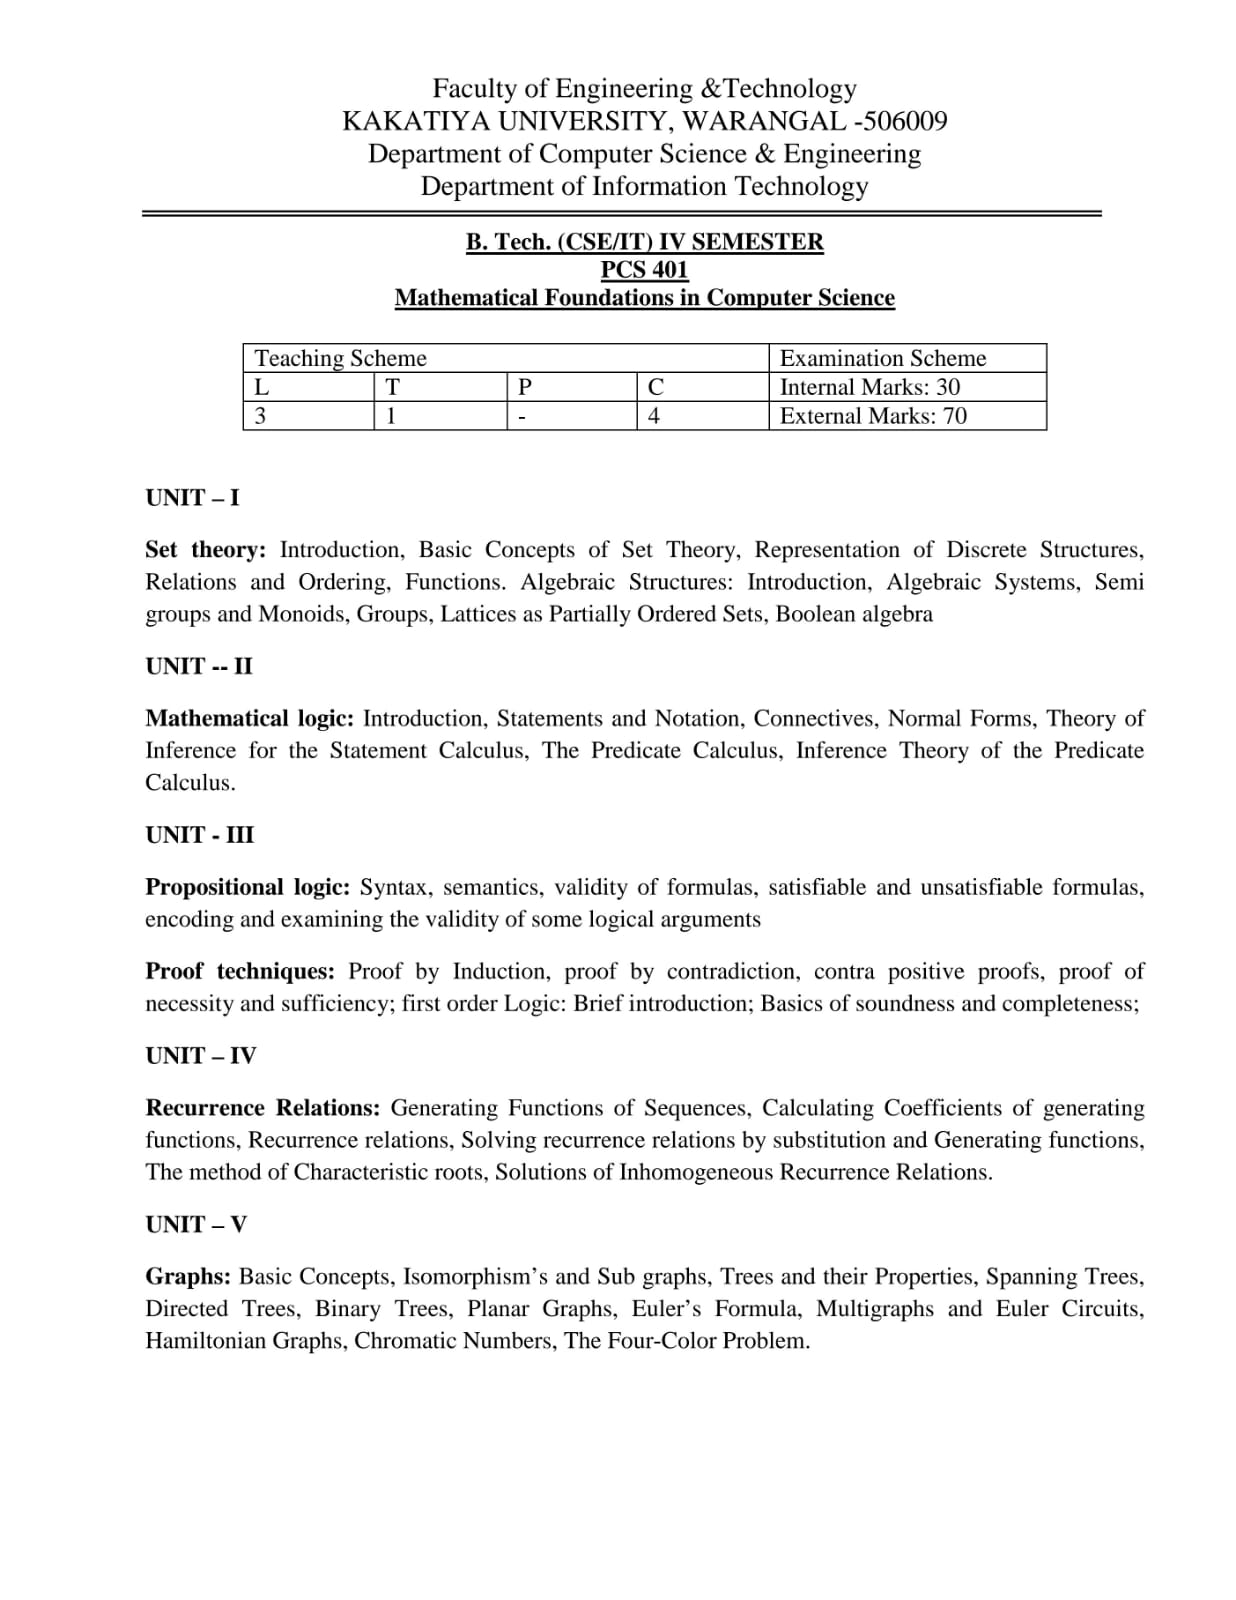 Faculty of Engineering &Technology
KAKATIYA UNIVERSITY, WARANGAL -506009
Department of Computer Science & Engineering
Department of Information Technology
B. Tech. (CSE/IT) IV SEMESTER
PCS 401
Mathematical Foundations in Computer Science
Teaching Scheme Examination Scheme
L T P C Internal Marks: 30
3 1 - 4 External Marks: 70
UNIT – I
Set theory: Introduction, Basic Concepts of Set Theory, Representation of Discrete Structures,
Relations and Ordering, Functions. Algebraic Structures: Introduction, Algebraic Systems, Semi
groups and Monoids, Groups, Lattices as Partially Ordered Sets, Boolean algebra
UNIT -- II
Mathematical logic: Introduction, Statements and Notation, Connectives, Normal Forms, Theory of
Inference for the Statement Calculus, The Predicate Calculus, Inference Theory of the Predicate
Calculus.
UNIT - III
Propositional logic: Syntax, semantics, validity of formulas, satisfiable and unsatisfiable formulas,
encoding and examining the validity of some logical arguments
Proof techniques: Proof by Induction, proof by contradiction, contra positive proofs, proof of
necessity and sufficiency; first order Logic: Brief introduction; Basics of soundness and completeness;
UNIT – IV
Recurrence Relations: Generating Functions of Sequences, Calculating Coefficients of generating
functions, Recurrence relations, Solving recurrence relations by substitution and Generating functions,
The method of Characteristic roots, Solutions of Inhomogeneous Recurrence Relations.
UNIT – V
Graphs: Basic Concepts, Isomorphism’s and Sub graphs, Trees and their Properties, Spanning Trees,
Directed Trees, Binary Trees, Planar Graphs, Euler’s Formula, Multigraphs and Euler Circuits,
Hamiltonian Graphs, Chromatic Numbers, The Four-Color Problem.